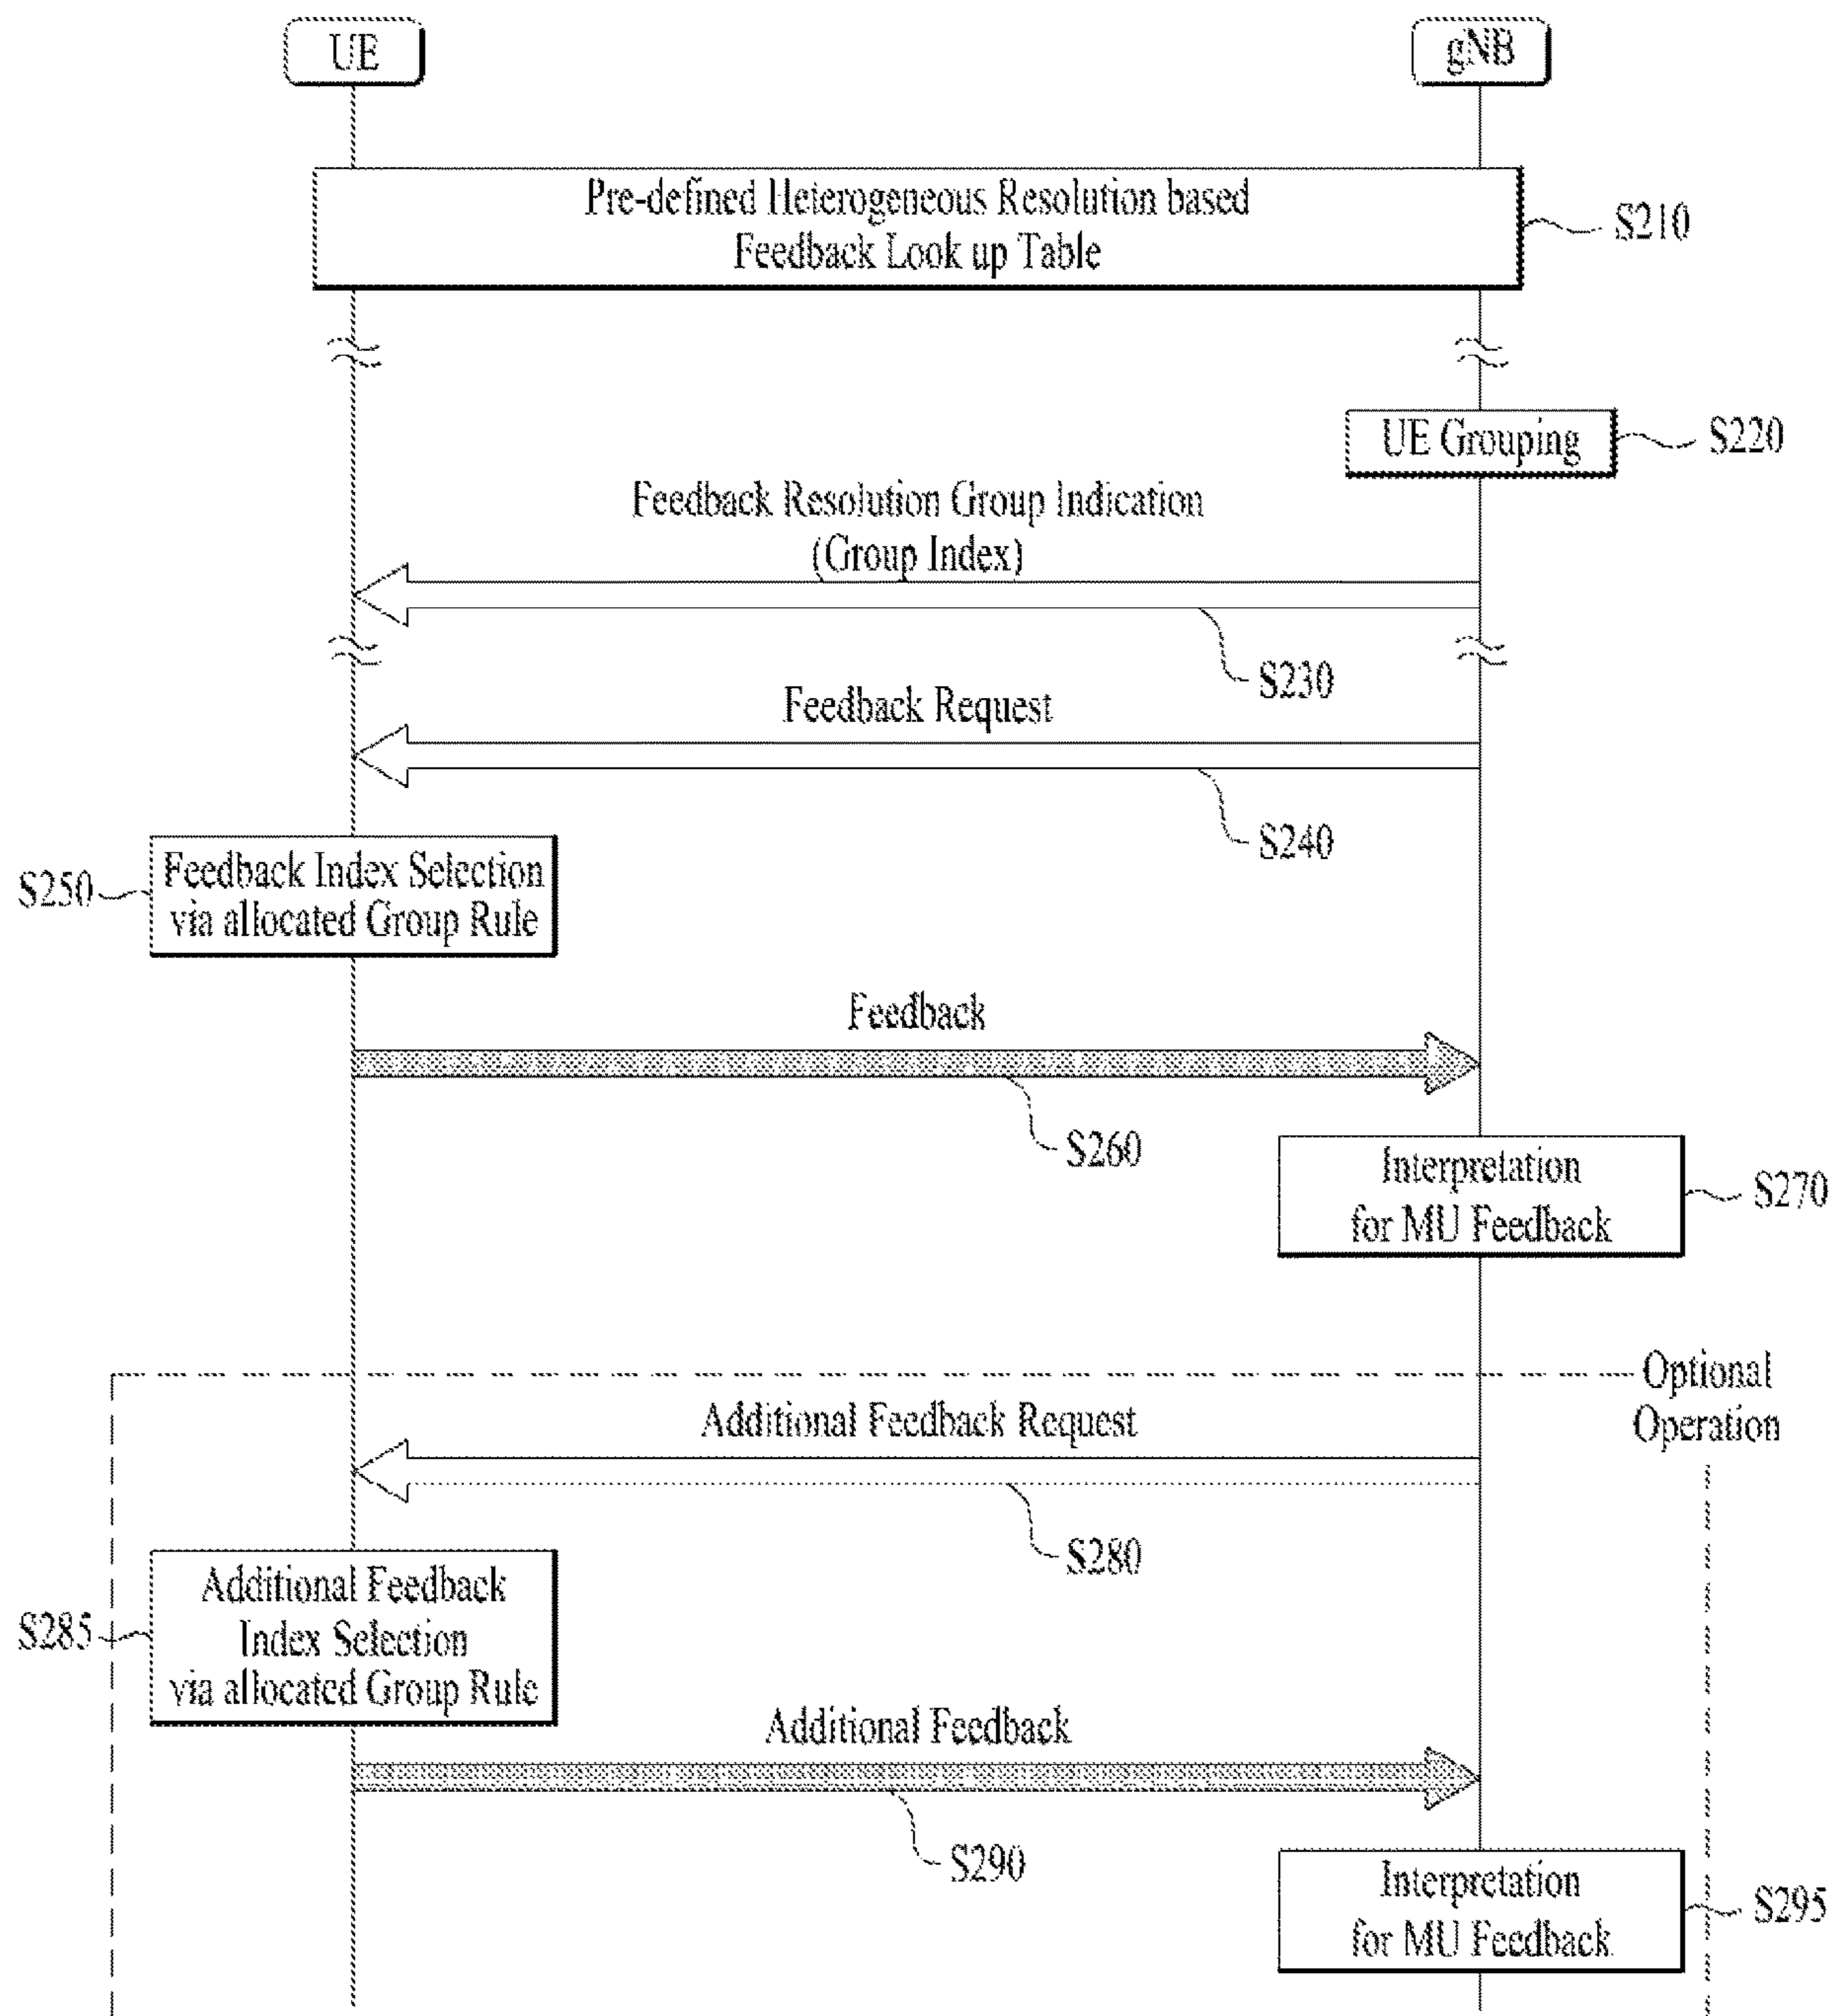 UE
gNB
Pre-defined Heterogeneous Resolution based
Feedback Look up Table
S210
UE Grouping
S220
Feedback Resolution Group Indication
(Group Index)
S230
Feedback Request
S240
S250
Feedback Index Selection
via allocated Group Rule
Feedback
S260
Interpretation
for MU Feedback
S270
Optional
Operation
Additional Feedback Request
S280
S285
Additional Feedback
Index Selection
via allocated Group Rule
Additional Feedback
S290
Interpretation
for MU Feedback
S295